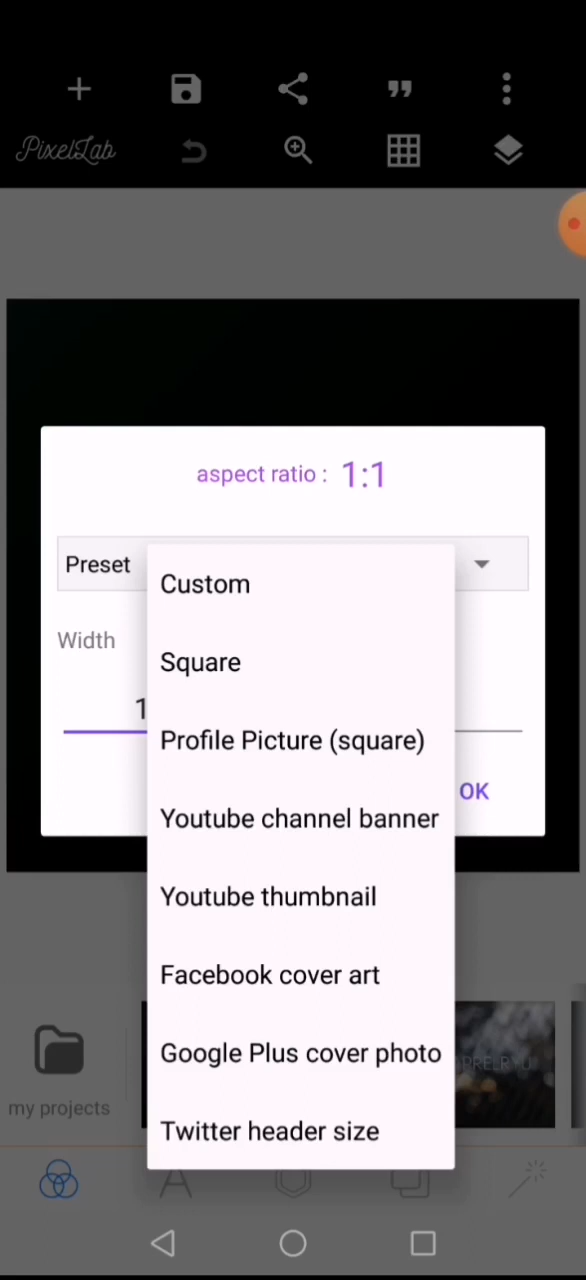 PixelLab
aspect ratio : 1:1
Preset
Custom
Width
Square
1
Profile Picture (square)
OK
Youtube channel banner
Youtube thumbnail
Facebook cover art
Google Plus cover photo
my projects
Twitter header size